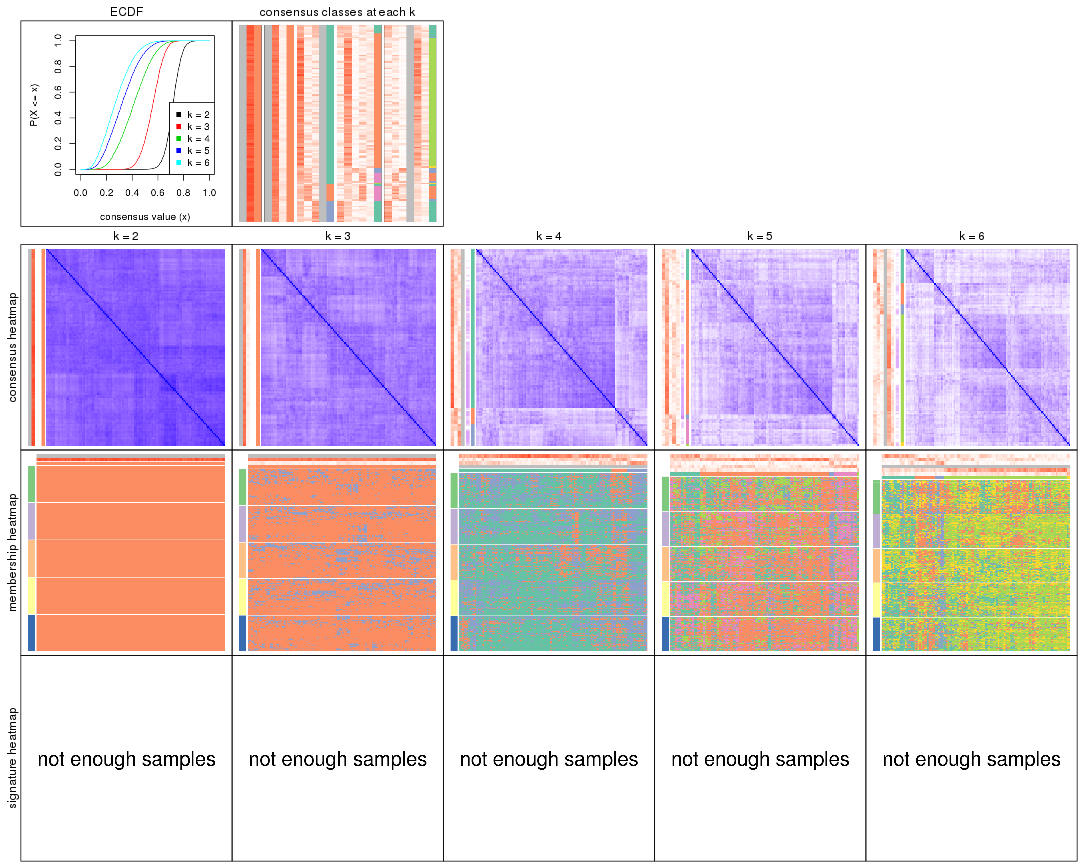 ECDF
consensus classes at each k
P(X <= x)
0.0 0.2 0.4 0.6 0.8 1.0
k = 2
k = 3
k = 4
k = 5
k = 6
0.0 0.2 0.4 0.6 0.8 1.0
consensus value (x)
k = 2 k = 3 k = 4 k = 5 k = 6
consensus heatmap
membership heatmap
signature heatmap
not enough samples not enough samples not enough samples not enough samples not enough samples